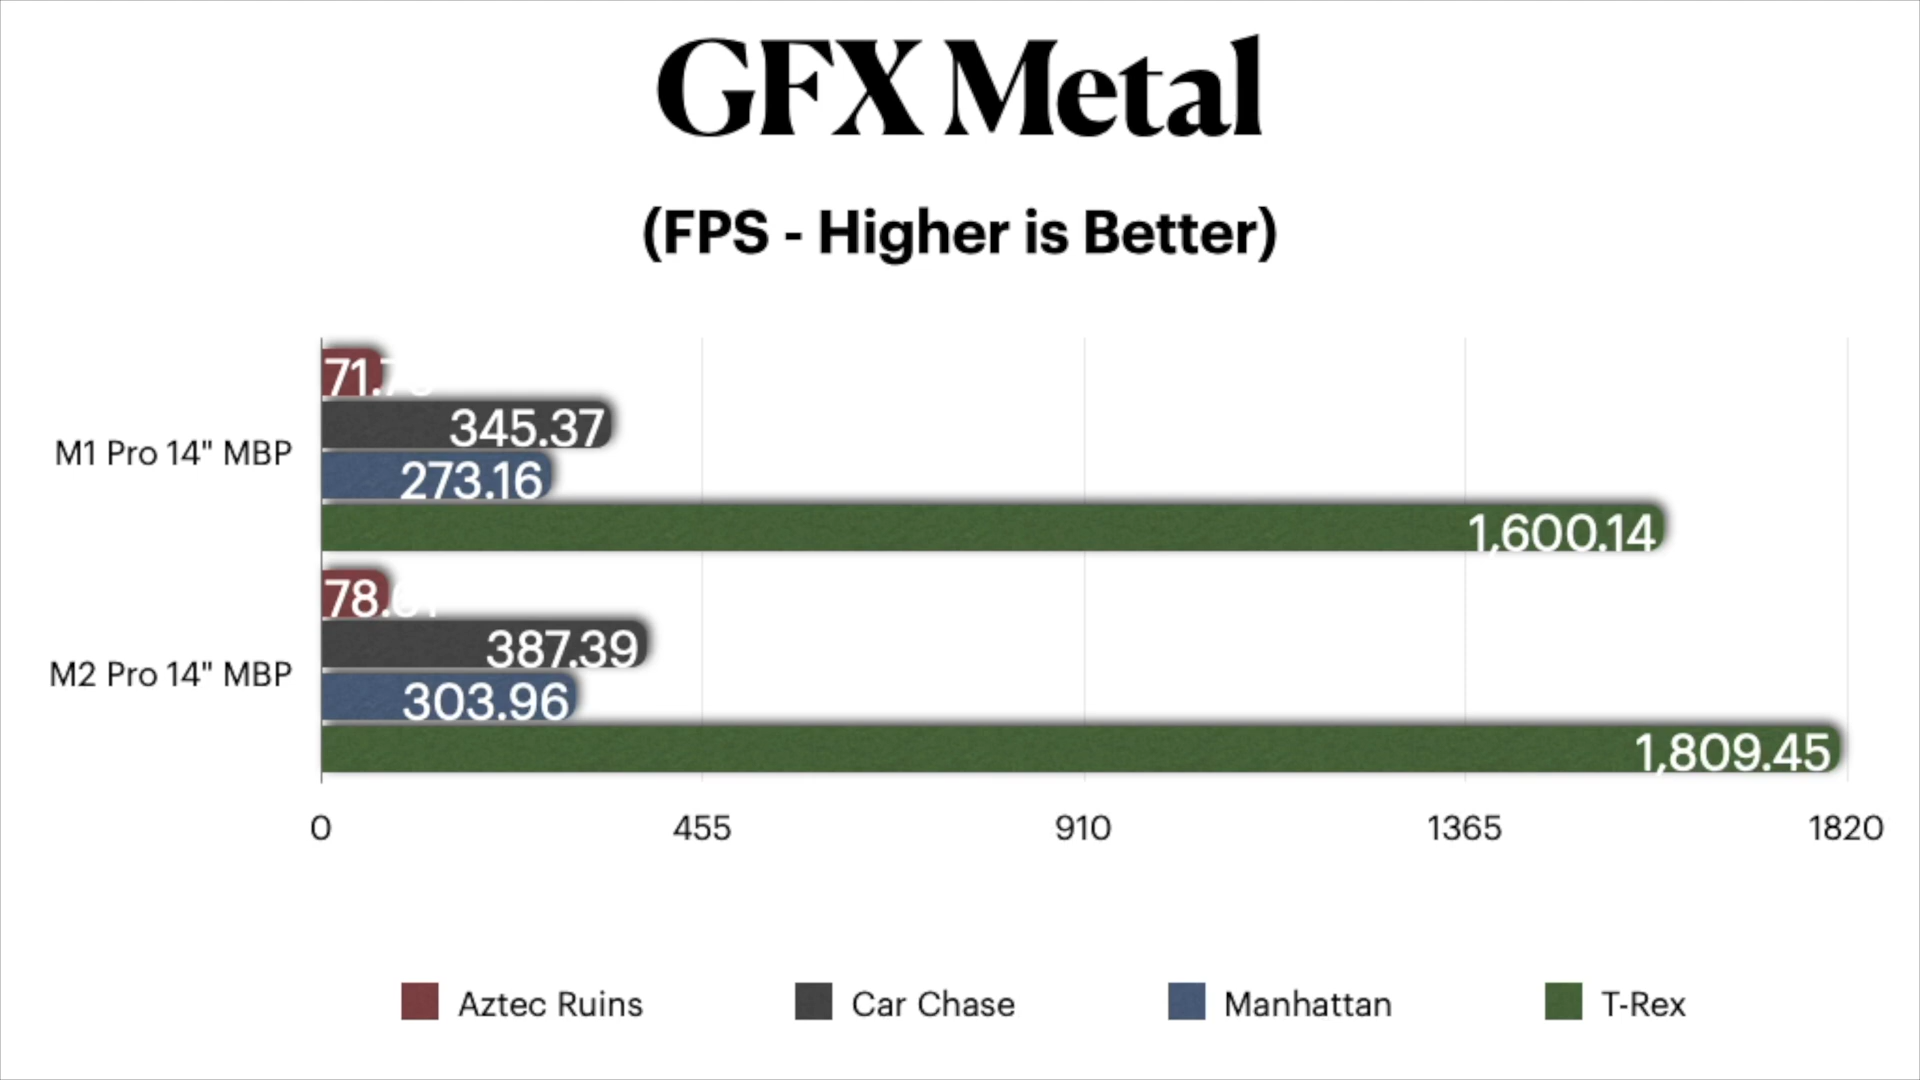 GFX Metal
(FPS - Higher is Better)
M1 Pro 14" MBP
345.37
273.16
1,600.14
M2 Pro 14" MBP
387.39
303.96
1,809.45
0 455 910 1365 1820
Aztec Ruins Car Chase Manhattan T-Rex